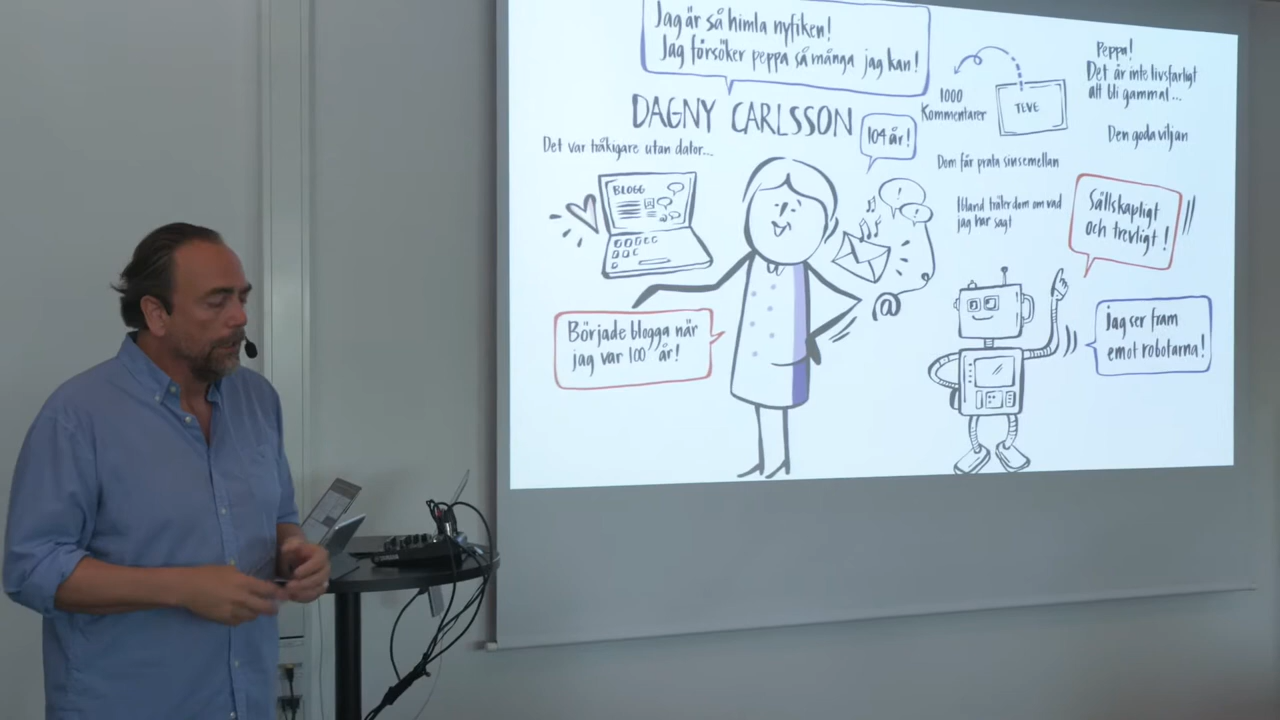 Jag är så himla nyfiken!
Jag försöker peppa så många jag kan!
DAGNY CARLSSON
104 år!
Det var tråkigare utan dator...
BLOGG
Började blogga när
jag var 100 år!
@
1000
Kommentarer
TEVE
Peppa!
Det är inte livsfarligt
att bli gammal...
Den goda viljan
Dom får prata sinsemellan
Ibland träter dom om vad
jag har sagt
Sällskapligt
och trevligt!
Jag ser fram
emot robotarna!